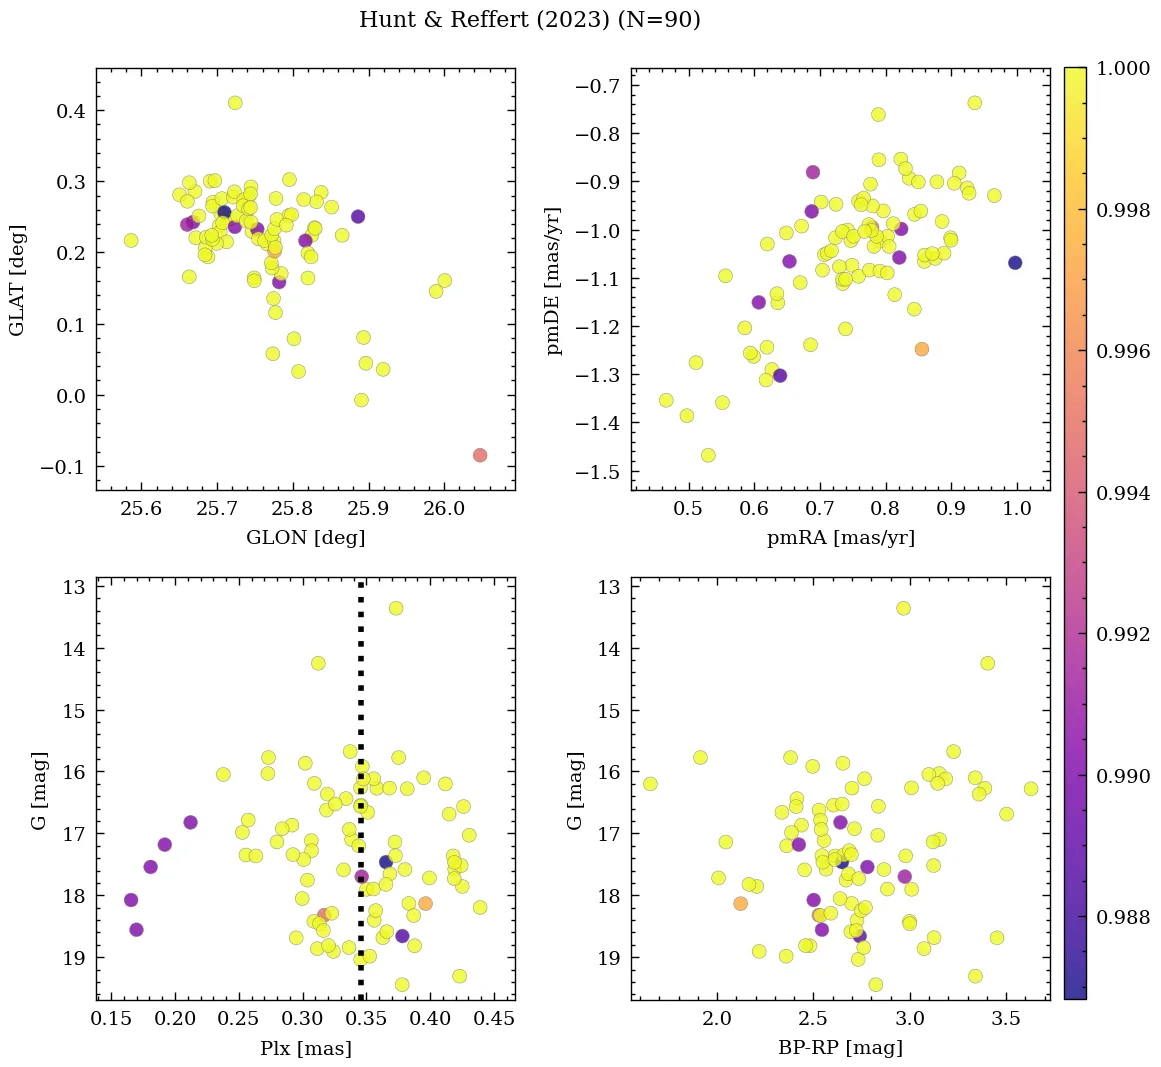 Hunt & Reffert (2023) (N=90)
0.4
0.3
0.2
0.1
0.0
−0.1
GLAT [deg]
25.6 25.7 25.8 25.9 26.0
GLON [deg]
−0.7
−0.8
−0.9
−1.0
−1.1
−1.2
−1.3
−1.4
−1.5
pmDE [mas/yr]
0.5 0.6 0.7 0.8 0.9 1.0
pmRA [mas/yr]
1.000
0.998
0.996
0.994
0.992
0.990
0.988
13
14
15
16
17
18
19
G [mag]
0.15 0.20 0.25 0.30 0.35 0.40 0.45
Plx [mas]
13
14
15
16
17
18
19
G [mag]
2.0 2.5 3.0 3.5
BP-RP [mag]